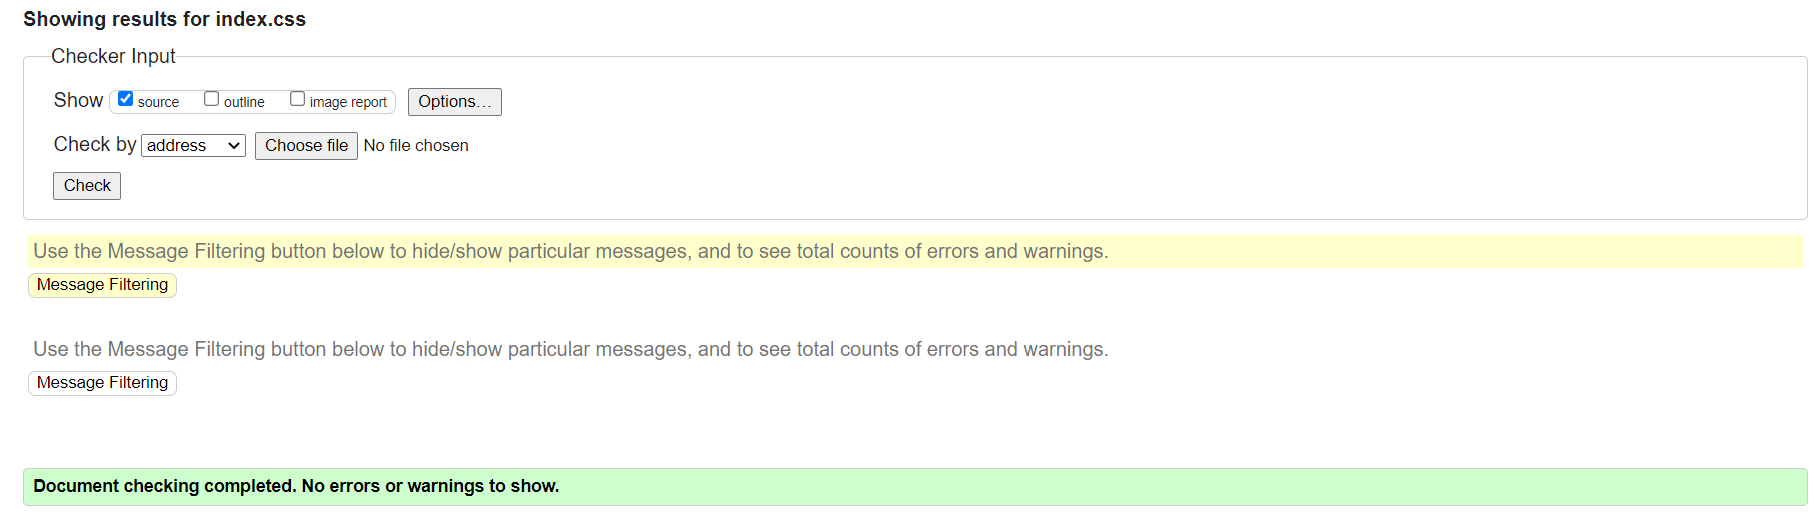 Showing results for index.css
Checker Input
Show source outline image report Options...
Check by address Choose file No file chosen
Check
Use the Message Filtering button below to hide/show particular messages, and to see total counts of errors and warnings.
Message Filtering
Use the Message Filtering button below to hide/show particular messages, and to see total counts of errors and warnings.
Message Filtering
Document checking completed. No errors or warnings to show.